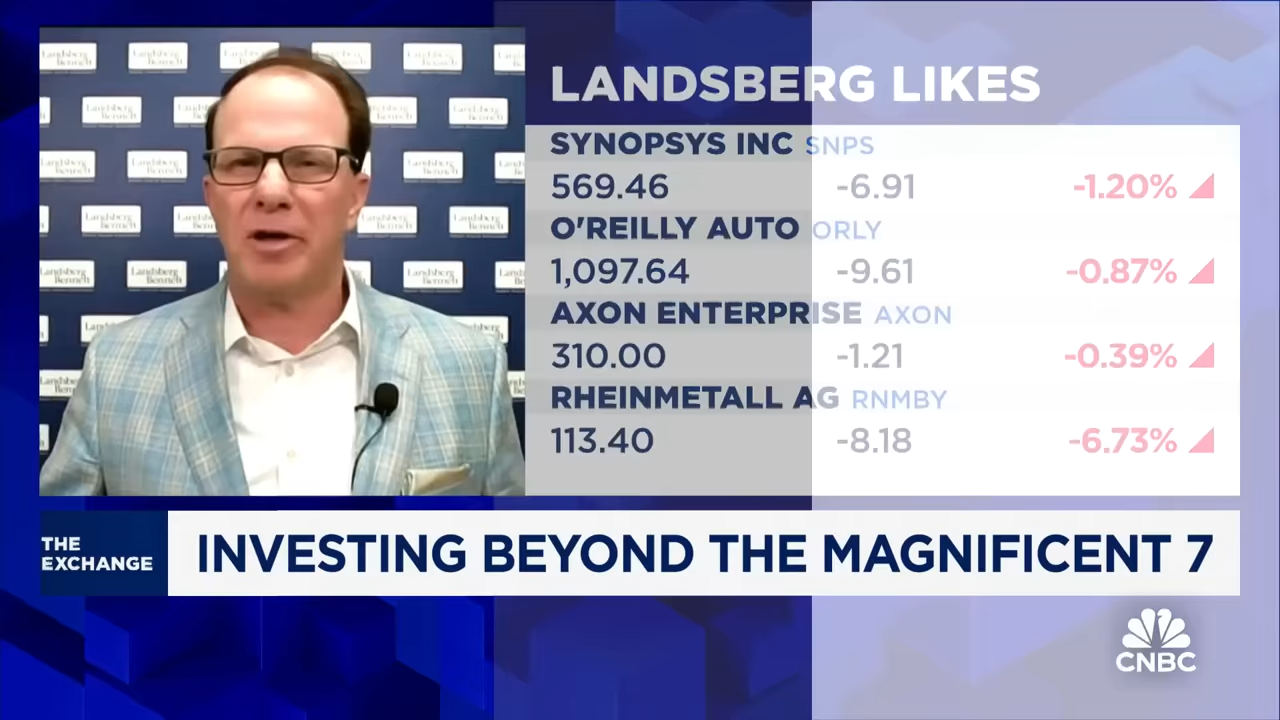 LANDSBERG LIKES
SYNOPSYS INC SNPS
569.46 -6.91 -1.20%
O'REILLY AUTO ORLY
1,097.64 -9.61 -0.87%
AXON ENTERPRISE AXON
310.00 -1.21 -0.39%
RHEINMETALL AG RNMBY
113.40 -8.18 -6.73%
Landsberg
Bennett
THE
EXCHANGE
INVESTING BEYOND THE MAGNIFICENT 7
CNBC